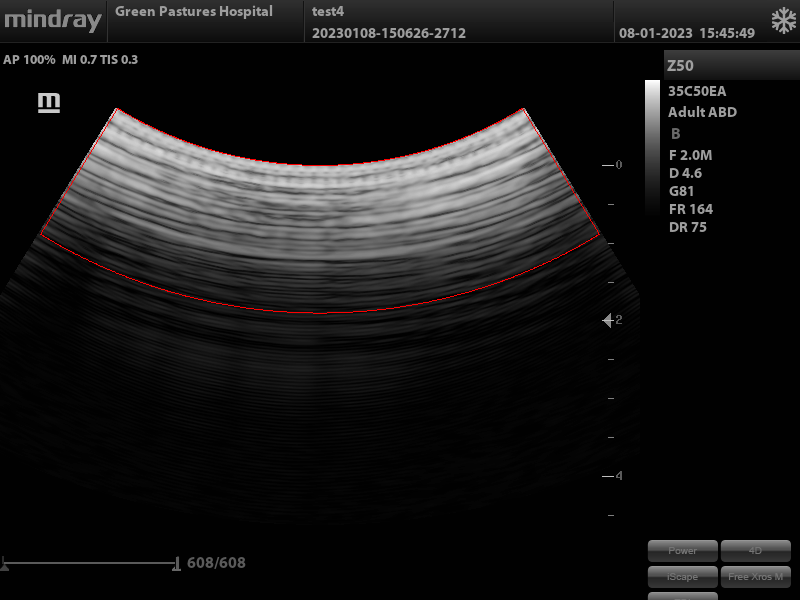 mindray
Green Pastures Hospital
test4
20230108-150626-2712
08-01-2023 15:45:49
AP 100% MI 0.7 TIS 0.3
Z50
m
35C50EA
Adult ABD
B
F 2.0M
D 4.6
G81
FR 164
DR 75
0
2
4
608/608
Power
4D
iScape
Free Xros M